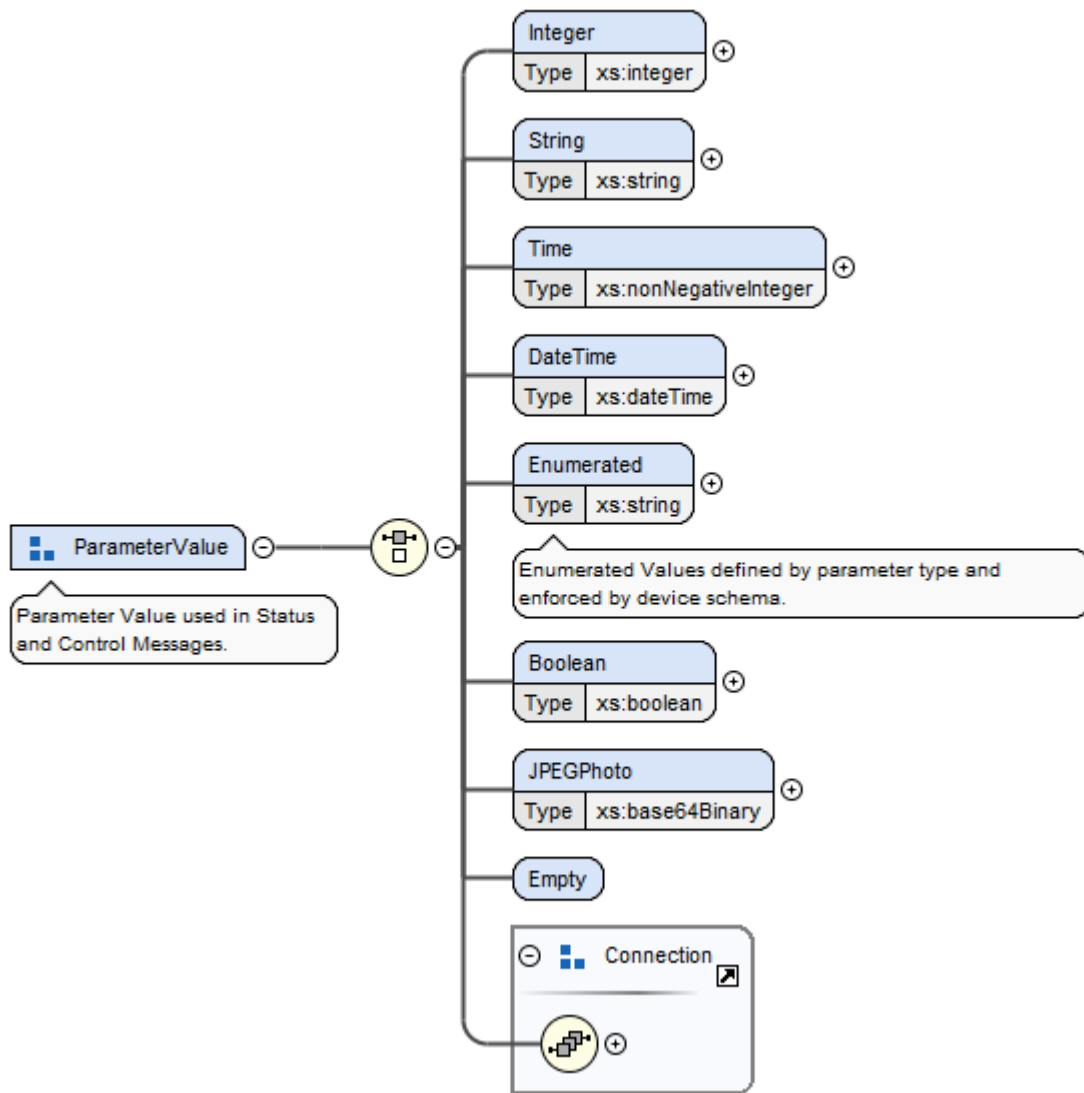 Integer
Type xs:integer
String
Type xs:string
Time
Type xs:nonNegativeInteger
DateTime
Type xs:dateTime
Enumerated
Type xs:string
Enumerated Values defined by parameter type and
enforced by device schema.
ParameterValue
Parameter Value used in Status
and Control Messages.
Boolean
Type xs:boolean
JPEGPhoto
Type xs:base64Binary
Empty
Connection